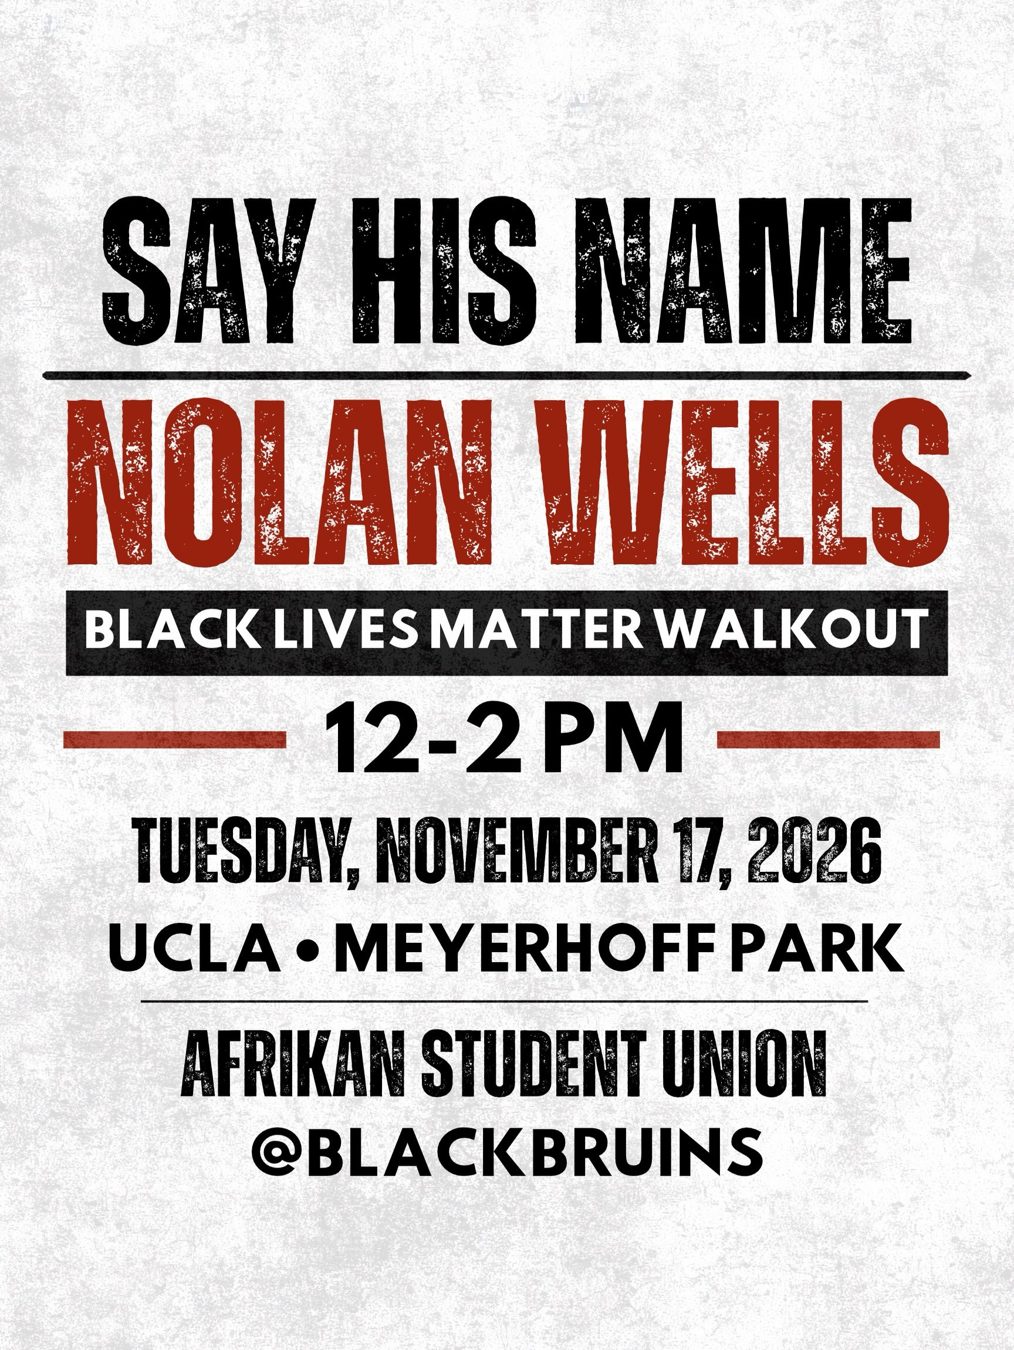 SAY HIS NAME
NOLAN WELLS
BLACK LIVES MATTER WALKOUT
12-2 PM
TUESDAY, NOVEMBER 17, 2026
UCLA • MEYERHOFF PARK
AFRIKAN STUDENT UNION
@BLACKBRUINS